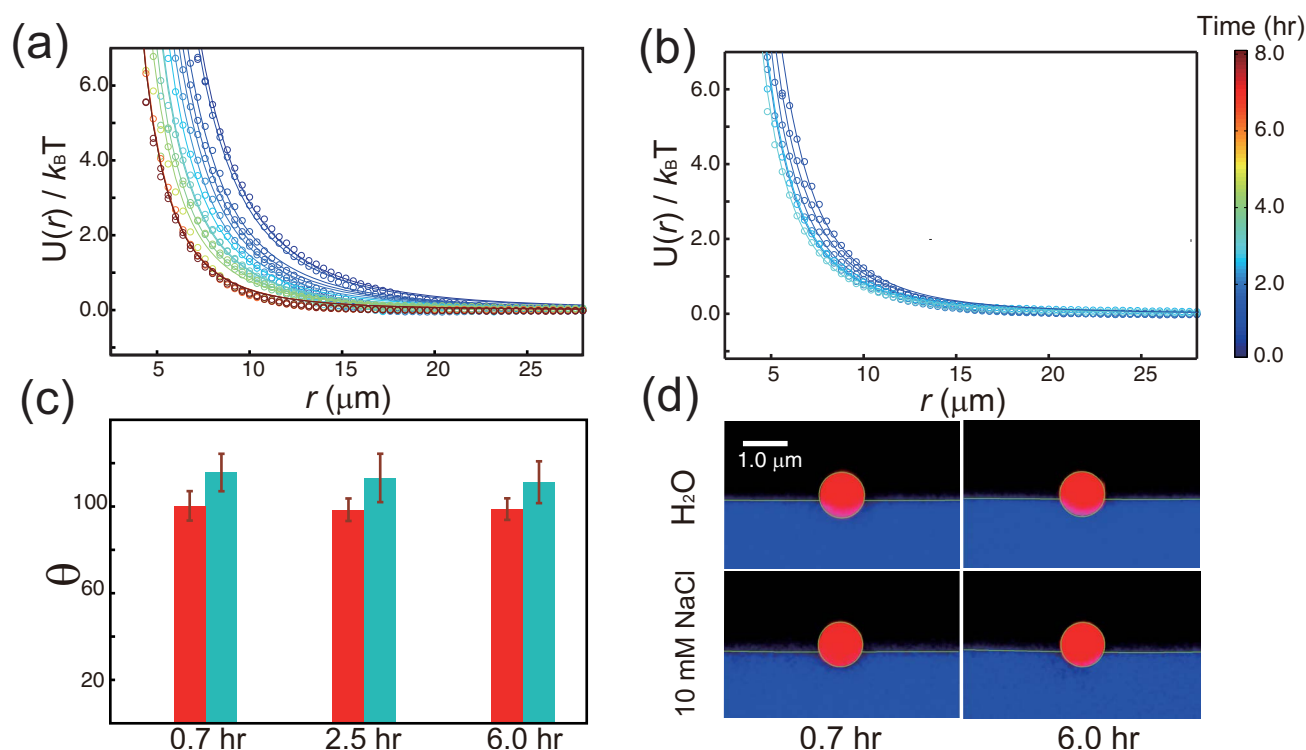 (a)
(b)
Time (hr)
8.0
6.0
4.0
2.0
0.0
U(r) / kBT
6.0
4.0
2.0
0.0
5
10
15
20
25
r (μm)
U(r) / kBT
6.0
4.0
2.0
0.0
5
10
15
20
25
r (μm)
(c)
θ
100
60
20
0.7 hr
2.5 hr
6.0 hr
(d)
1.0 μm
H₂O
10 mM NaCl
0.7 hr
6.0 hr